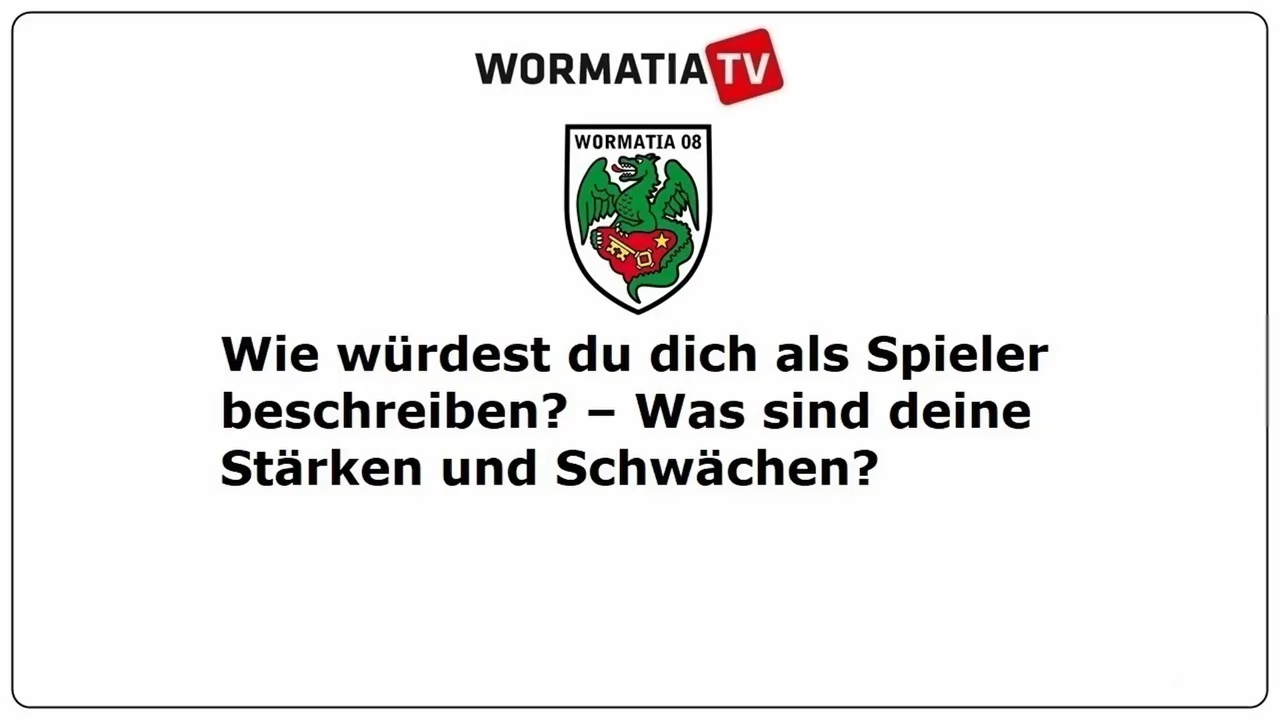 WORMATIA TV
WORMATIA 08
Wie würdest du dich als Spieler
beschreiben? – Was sind deine
Stärken und Schwächen?